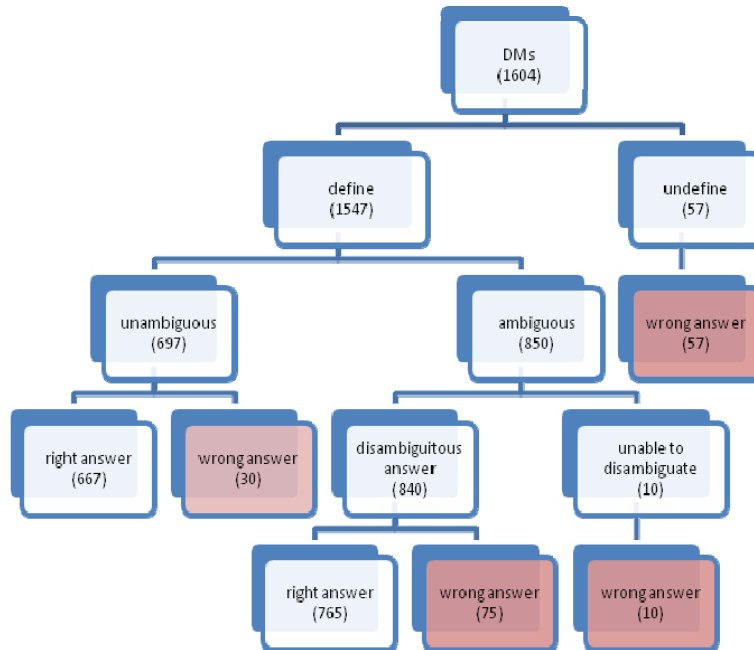 DMs
(1604)
define
(1547)
undefine
(57)
unambiguous
(697)
ambiguous
(850)
wrong answer
(57)
right answer
(667)
wrong answer
(30)
disambiguitous
answer
(840)
unable to
disambiguate
(10)
right answer
(765)
wrong answer
(75)
wrong answer
(10)